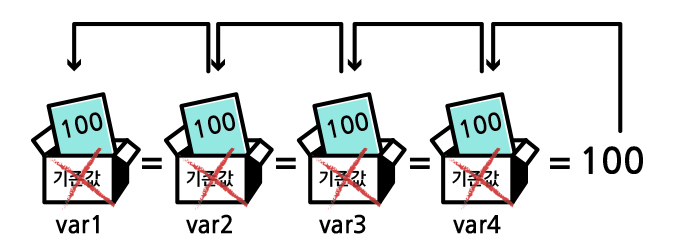 100 100 100 100
기존값 = 기존값 = 기존값 = 기존값 = 100
var1 var2 var3 var4